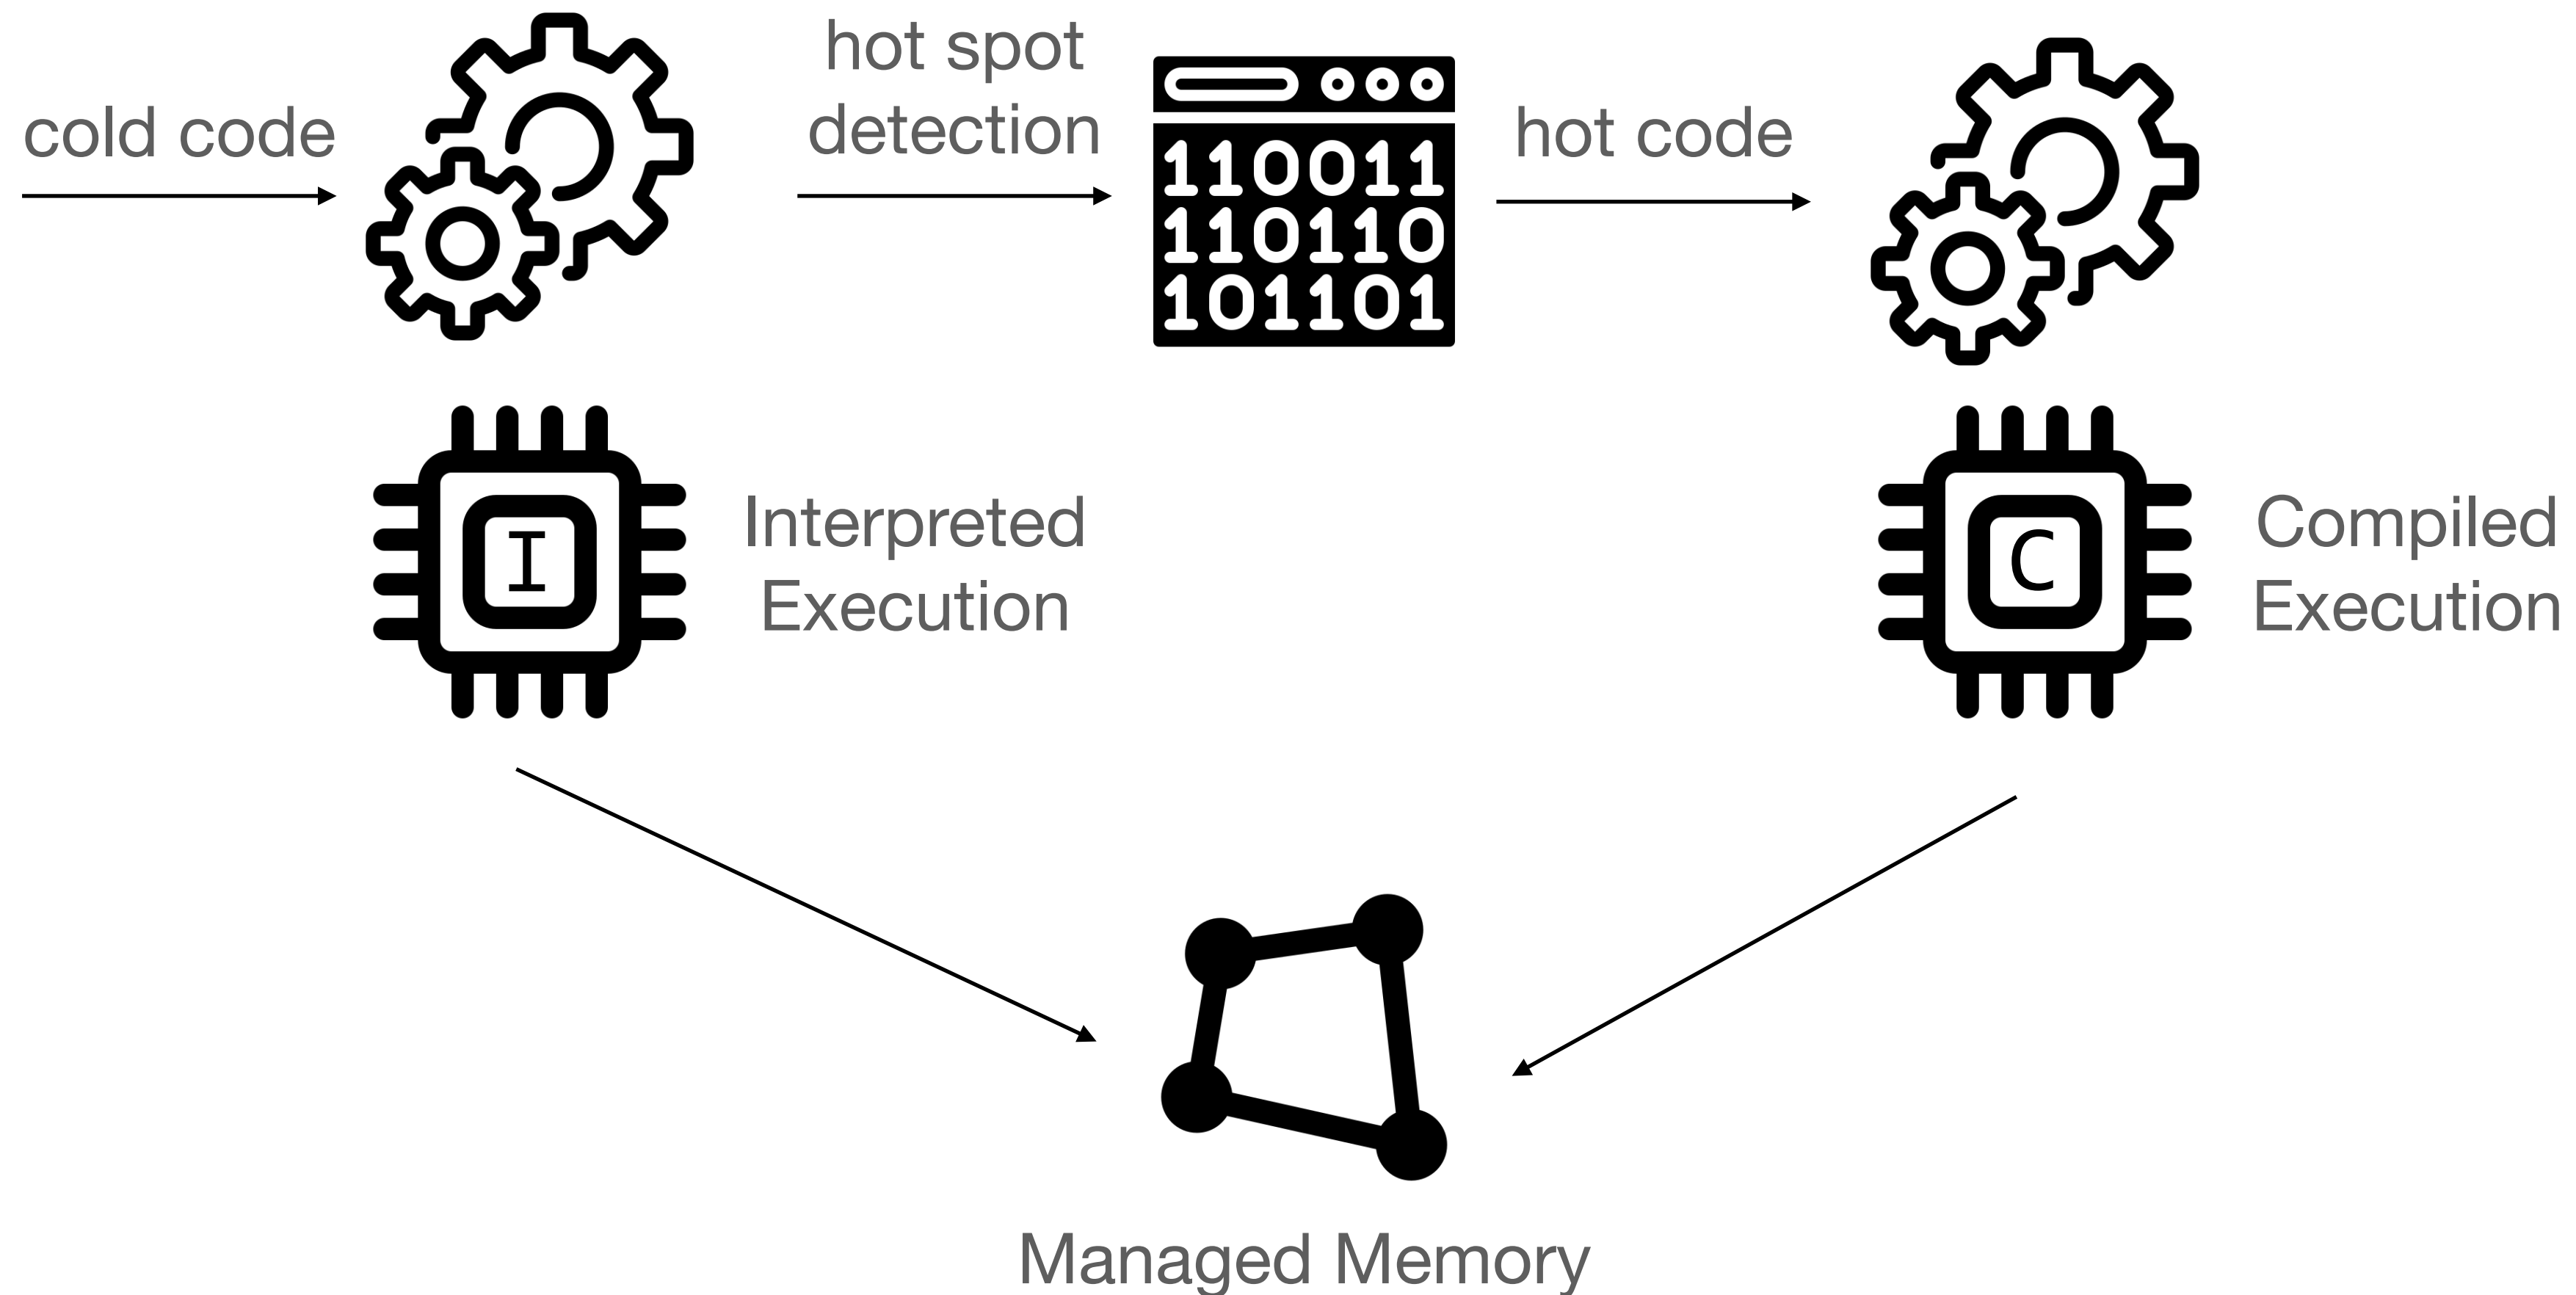 cold code
hot spot
detection
110011
110110
101101
hot code
I
Interpreted
Execution
C
Compiled
Execution
Managed Memory